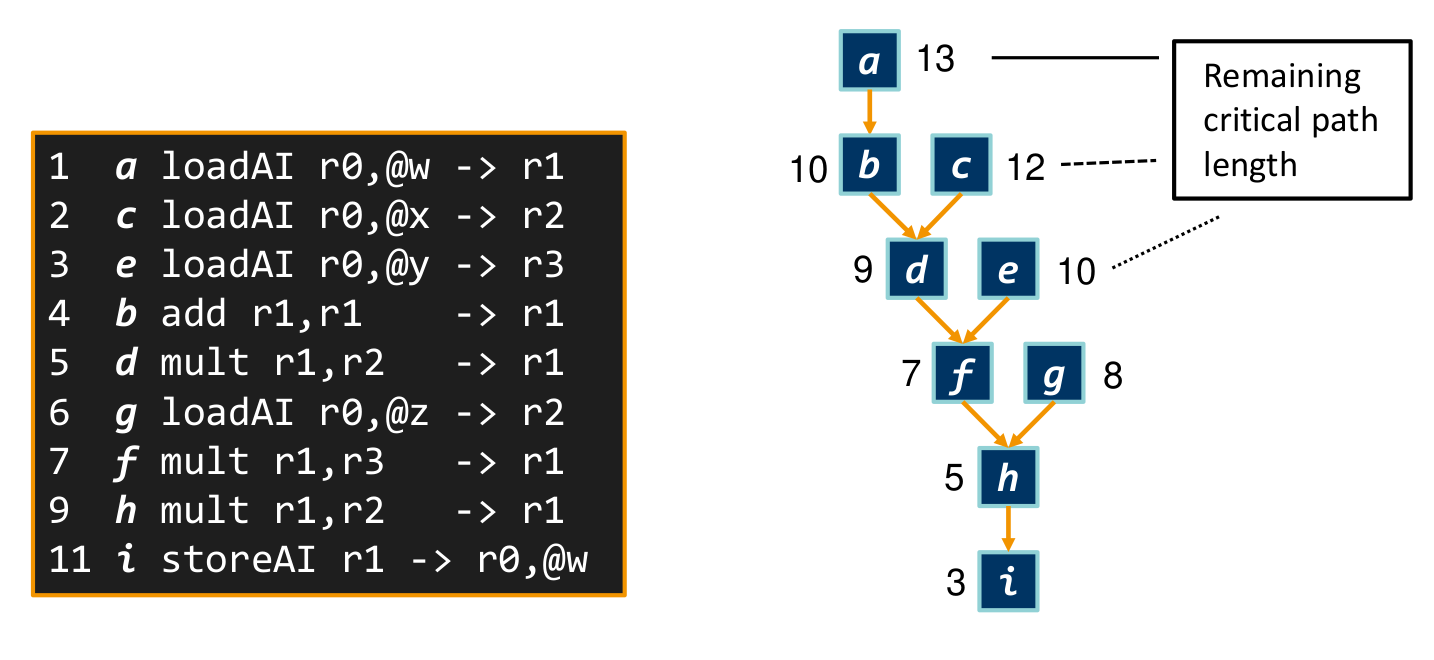 1 a loadAI r0,@w -> r1
2 c loadAI r0,@x -> r2
3 e loadAI r0,@y -> r3
4 b add r1,r1 -> r1
5 d mult r1,r2 -> r1
6 g loadAI r0,@z -> r2
7 f mult r1,r3 -> r1
9 h mult r1,r2 -> r1
11 i storeAI r1 -> r0,@w
a 13
10 b c 12
9 d e 10
7 f g 8
5 h
3 i
Remaining
critical path
length